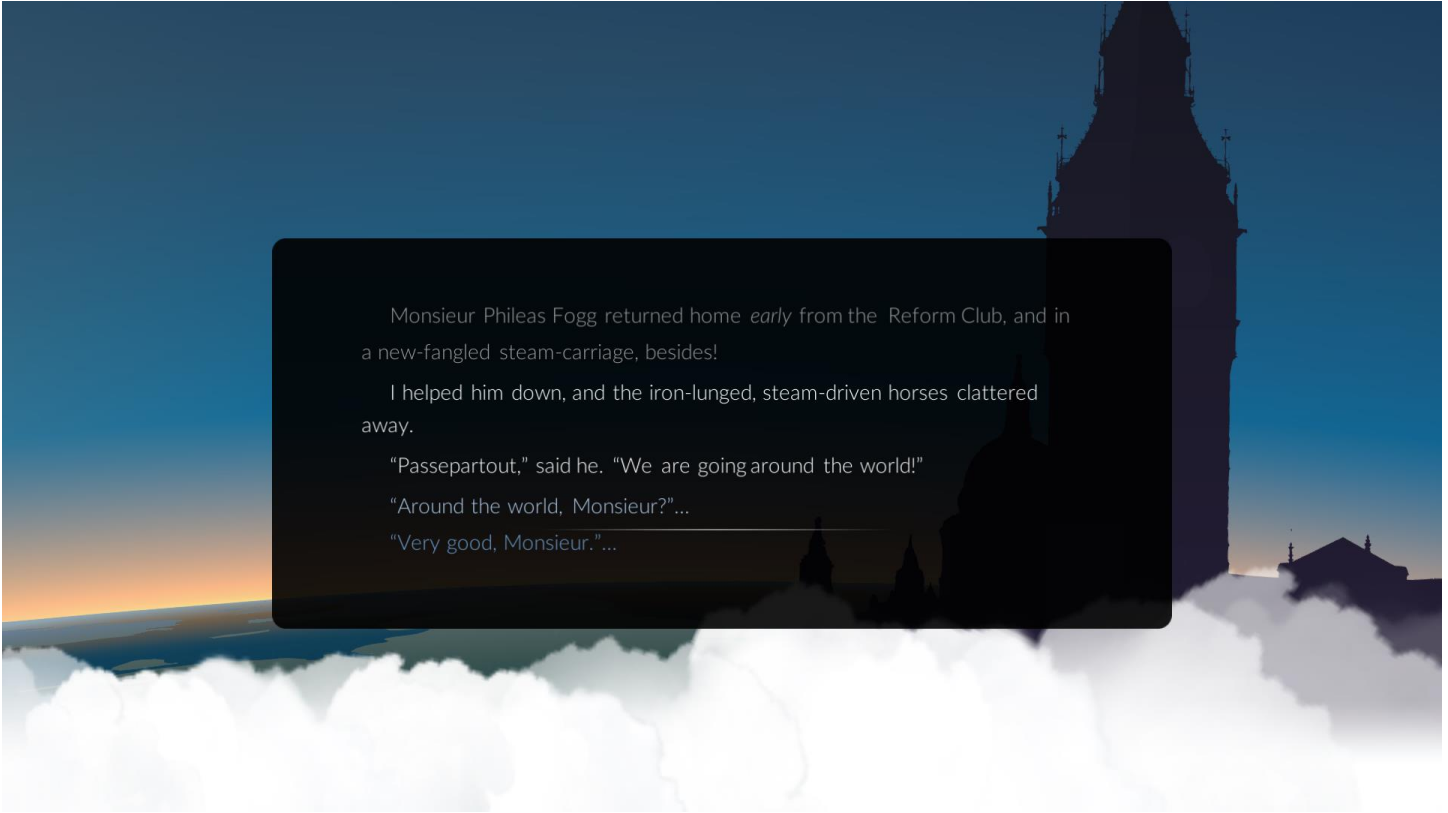 Monsieur Phileas Fogg returned home early from the Reform Club, and in
a new-fangled steam-carriage, besides!
I helped him down, and the iron-lunged, steam-driven horses clattered
away.
“Passepartout,” said he. “We are going around the world!”
“Around the world, Monsieur?”...
“Very good, Monsieur.”...